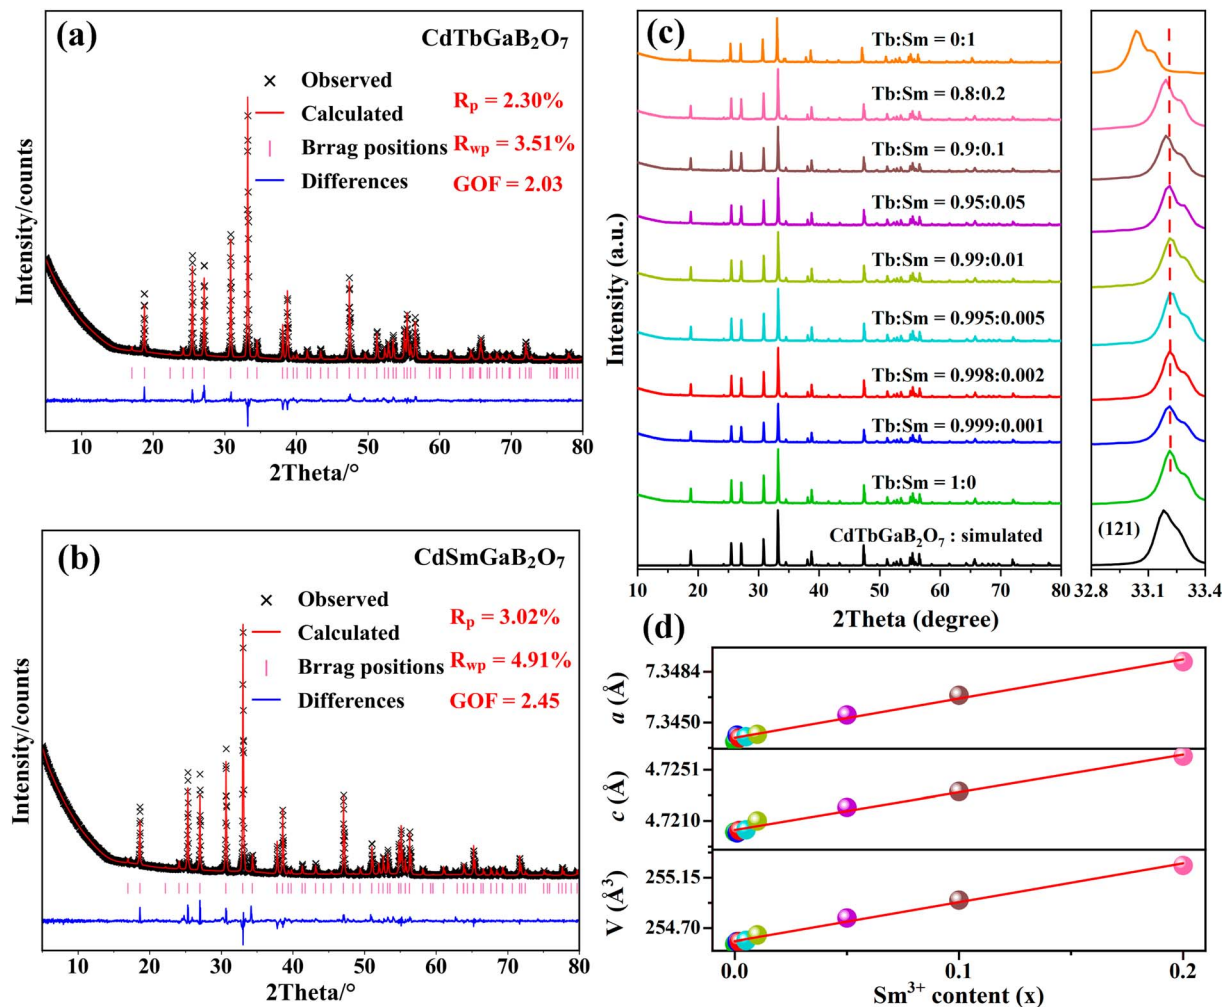 (a)
CdTbGaB₂O₇
× Observed
Calculated
Brrag positions
Differences
Rₚ = 2.30%
R_wp = 3.51%
GOF = 2.03
Intensity/counts
10 20 30 40 50 60 70 80
2Theta/°
(b)
CdSmGaB₂O₇
× Observed
Calculated
Brrag positions
Differences
Rₚ = 3.02%
R_wp = 4.91%
GOF = 2.45
Intensity/counts
10 20 30 40 50 60 70 80
2Theta/°
(c)
Tb:Sm = 0:1
Tb:Sm = 0.8:0.2
Tb:Sm = 0.9:0.1
Tb:Sm = 0.95:0.05
Tb:Sm = 0.99:0.01
Tb:Sm = 0.995:0.005
Tb:Sm = 0.998:0.002
Tb:Sm = 0.999:0.001
Tb:Sm = 1:0
CdTbGaB₂O₇ : simulated
(121)
Intensity (a.u.)
10 20 30 40 50 60 70 80
32.8 33.1 33.4
2Theta (degree)
(d)
a (Å)
7.3484
7.3450
c (Å)
4.7251
4.7210
V (Å³)
255.15
254.70
0.0 0.1 0.2
Sm³⁺ content (x)